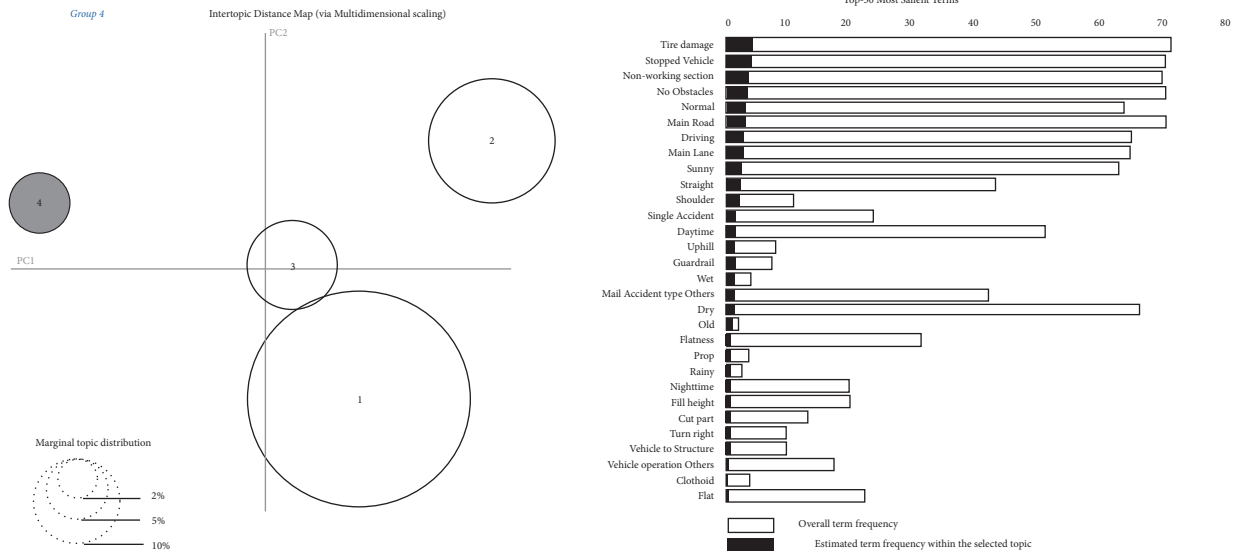 Group 4
Intertopic Distance Map (via Multidimensional scaling)
PC2
2
4
PC1
3
1
Marginal topic distribution
2%
5%
10%
Top-30 Most Salient Terms
0 10 20 30 40 50 60 70 80
Tire damage
Stopped Vehicle
Non-working section
No Obstacles
Normal
Main Road
Driving
Main Lane
Sunny
Straight
Shoulder
Single Accident
Daytime
Uphill
Guardrail
Wet
Mail Accident type Others
Dry
Old
Flatness
Prop
Rainy
Nighttime
Fill height
Cut part
Turn right
Vehicle to Structure
Vehicle operation Others
Clothoid
Flat
Overall term frequency
Estimated term frequency within the selected topic